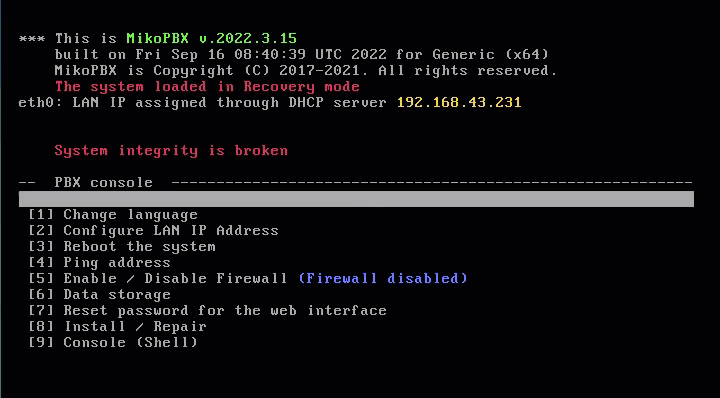 *** This is MikoPBX v.2022.3.15
built on Fri Sep 16 08:40:39 UTC 2022 for Generic (x64)
MikoPBX is Copyright (C) 2017-2021. All rights reserved.
The system loaded in Recovery mode
eth0: LAN IP assigned through DHCP server 192.168.43.231
System integrity is broken
-- PBX console ----------------------------------------------------------
[1] Change language
[2] Configure LAN IP Address
[3] Reboot the system
[4] Ping address
[5] Enable / Disable Firewall (Firewall disabled)
[6] Data storage
[7] Reset password for the web interface
[8] Install / Repair
[9] Console (Shell)